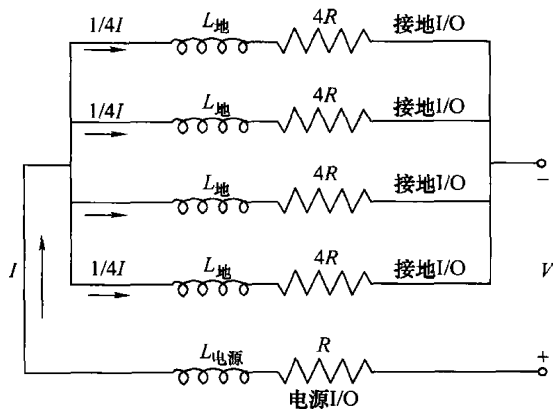 1/4I L地 4R 接地I/O
1/4I L地 4R 接地I/O
−
L地 4R 接地I/O
1/4I L地 4R 接地I/O
I V
L电源 R +
电源I/O